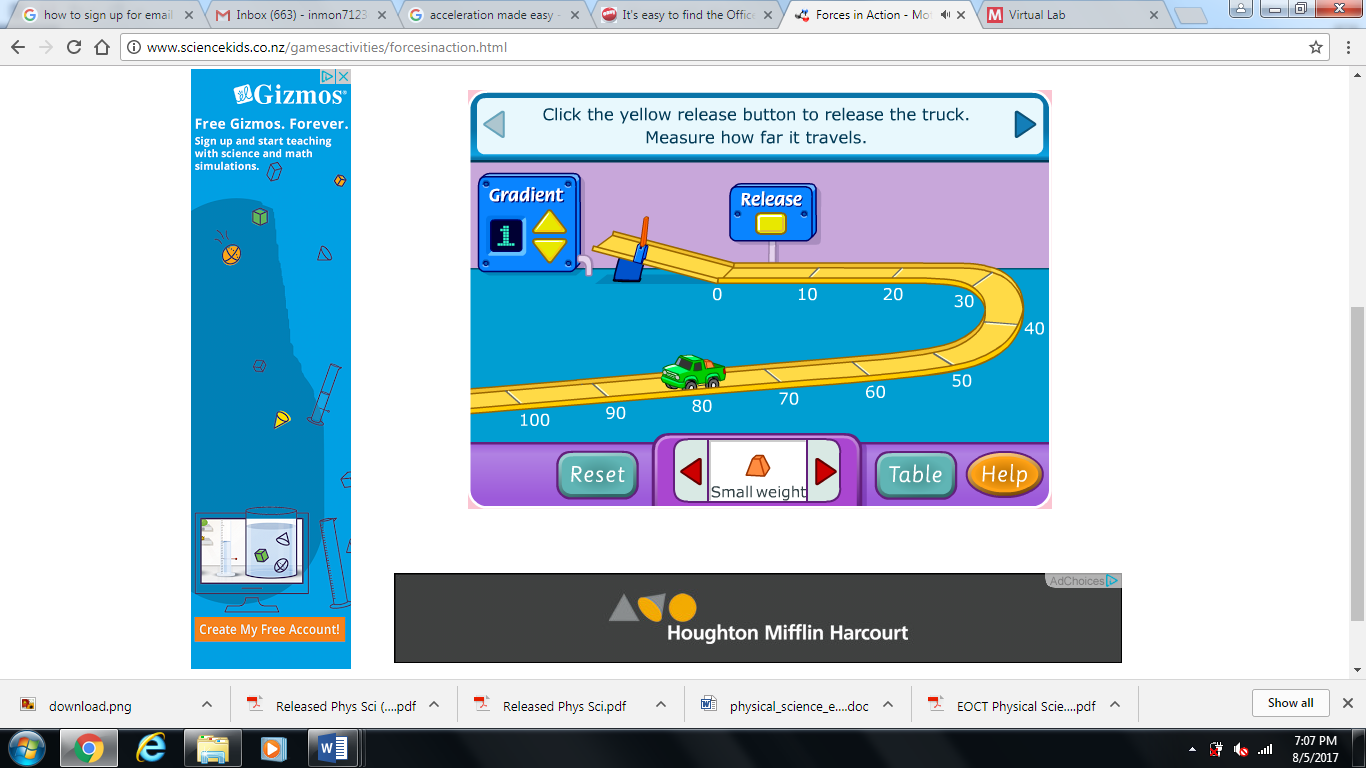 how to sign up for email
Inbox (663) - inmon7123
acceleration made easy -
It's easy to find the Offic
Forces in Action - Mot
Virtual Lab
www.sciencekids.co.nz/gamesactivities/forcesinaction.html
Gizmos
Free Gizmos. Forever.
Sign up and start teaching
with science and math
simulations.
Create My Free Account!
Click the yellow release button to release the truck.
Measure how far it travels.
Gradient
1
Release
0
10
20
30
40
50
60
70
80
90
100
Reset
Small weight
Table
Help
AdChoices
Houghton Mifflin Harcourt
download.png
Released Phys Sci (....pdf
Released Phys Sci.pdf
physical_science_e....doc
EOCT Physical Scie....pdf
Show all
7:07 PM
8/5/2017